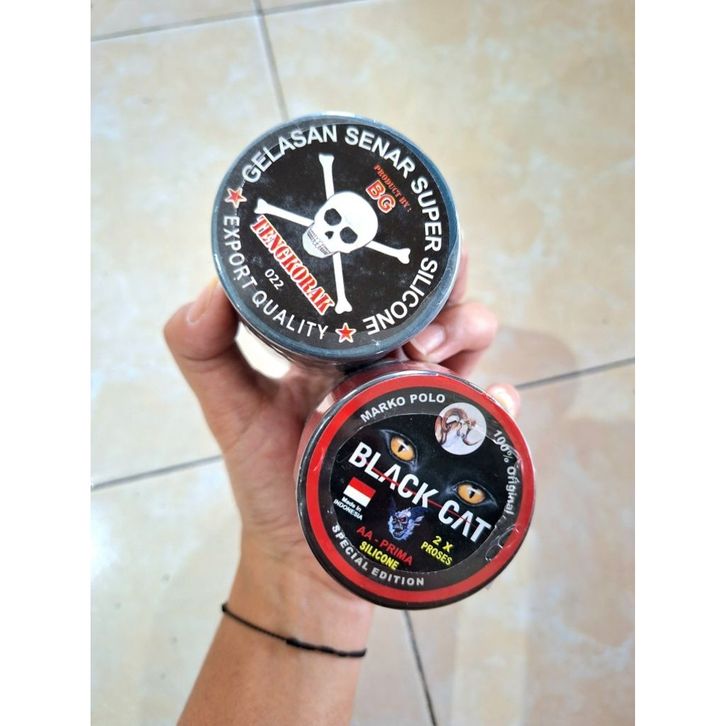 GELASAN SENAR SUPER SILICONE
PRODUCT BY :
BG
TENGKORAK
022
★ EXPORT QUALITY ★
MARKO POLO
100% Original
BLACK CAT
Made in
INDONESIA
2 X
PROSES
AA - PRIMA
SILICONE
SPECIAL EDITION